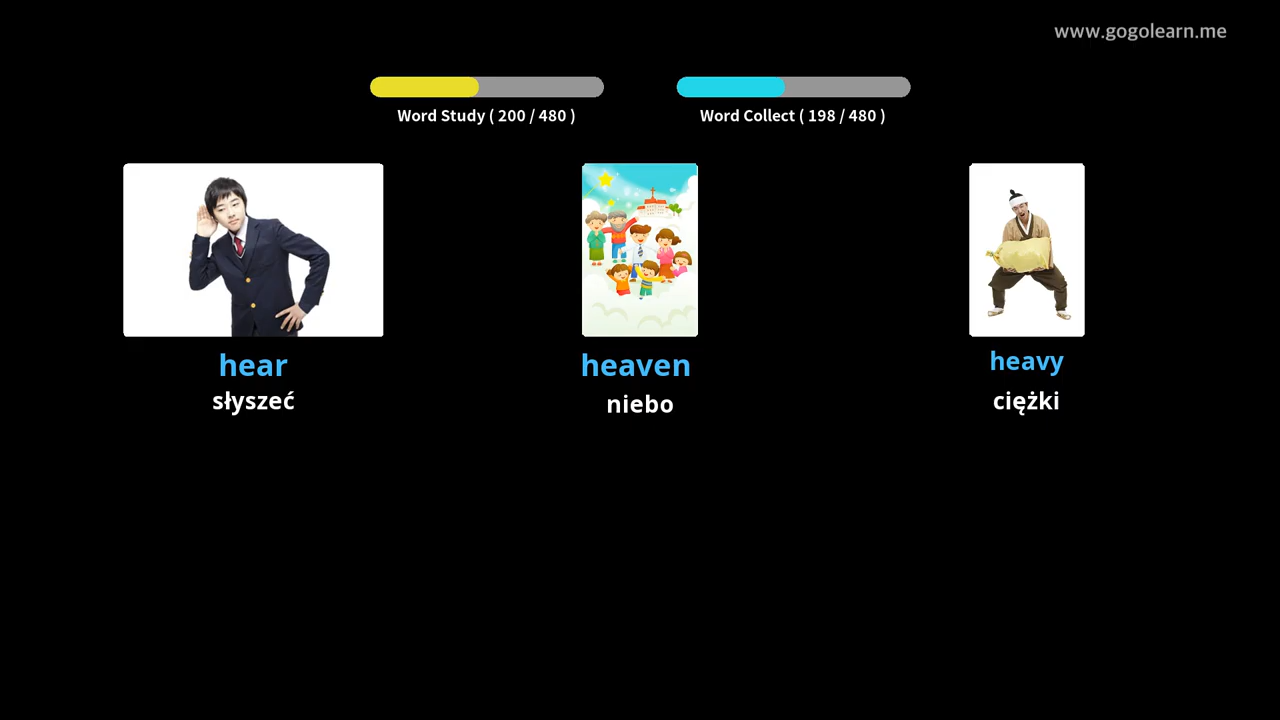 www.gogolearn.me
Word Study ( 200 / 480 )
Word Collect ( 198 / 480 )
hear
słyszeć
heaven
niebo
heavy
ciężki